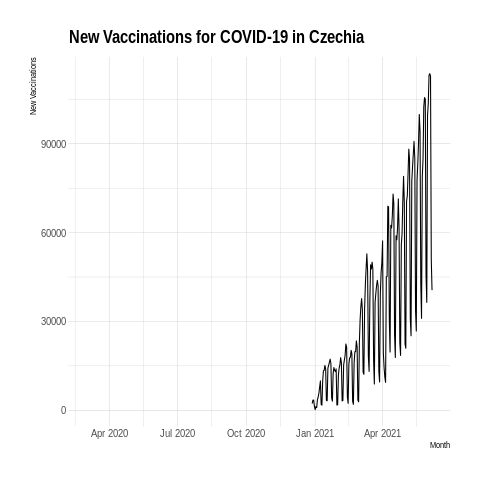 New Vaccinations for COVID-19 in Czechia
New Vaccinations
90000
60000
30000
0
Apr 2020 Jul 2020 Oct 2020 Jan 2021 Apr 2021
Month